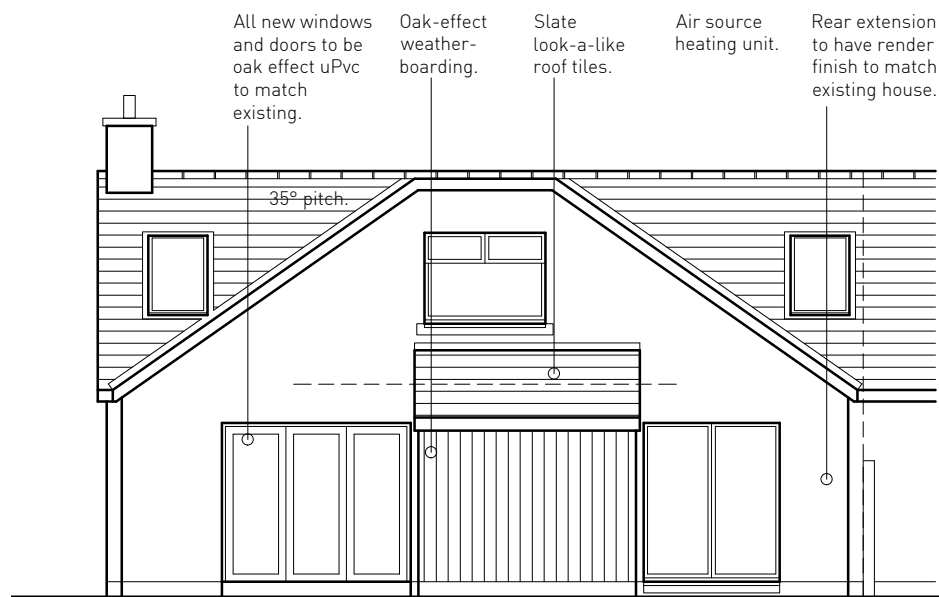 All new windows
and doors to be
oak effect uPvc
to match
existing.
Oak-effect
weather-
boarding.
Slate
look-a-like
roof tiles.
Air source
heating unit.
Rear extension
to have render
finish to match
existing house.
35° pitch.